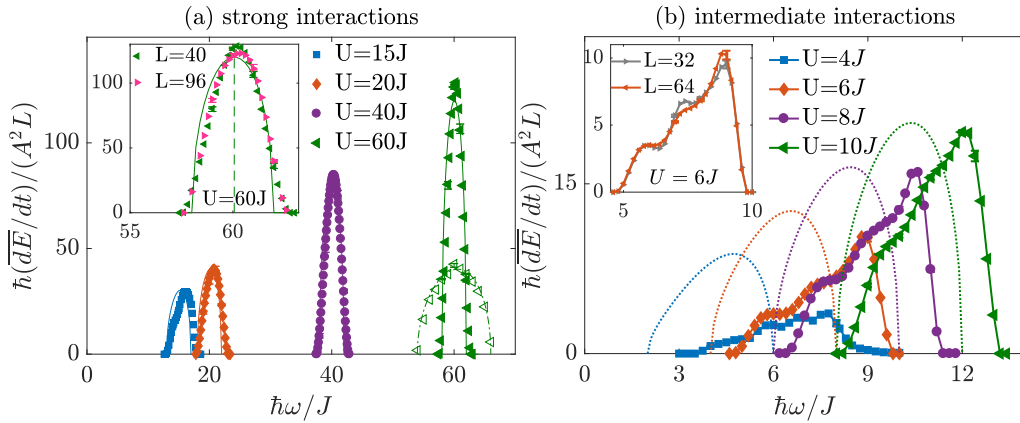 (a) strong interactions
(b) intermediate interactions
ħ(dE/dt)/(A²L)
100
50
0
0
20
40
60
ħω/J
U=15J
U=20J
U=40J
U=60J
L=40
L=96
100
50
0
55
60
U=60J
ħ(dE/dt)/(A²L)
15
0
0
3
6
9
12
ħω/J
U=4J
U=6J
U=8J
U=10J
L=32
L=64
10
5
0
5
10
U = 6J